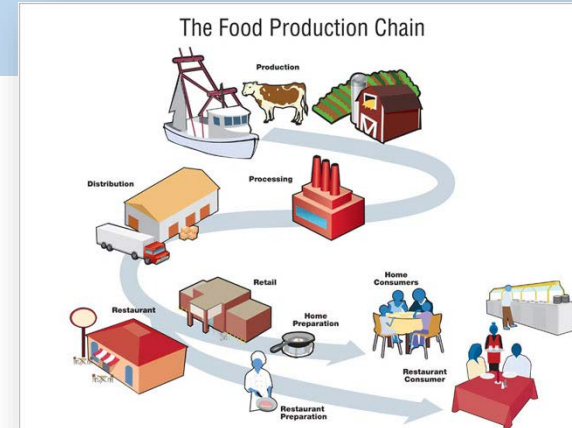 The Food Production Chain
Production
Distribution
Processing
Retail
Home
Consumers
Restaurant
Home
Preparation
Restaurant
Consumer
Restaurant
Preparation